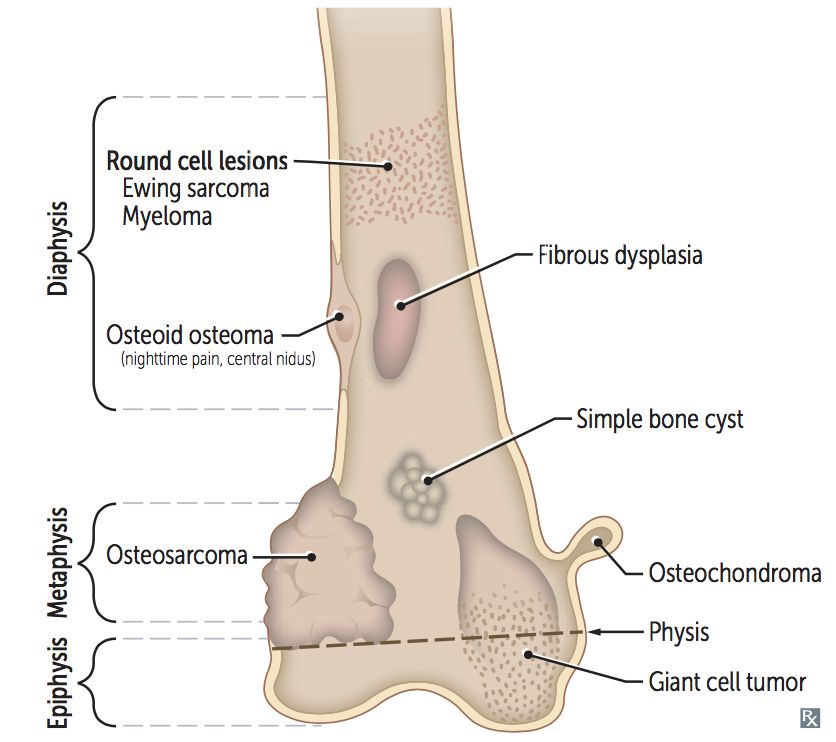 Diaphysis
Round cell lesions
Ewing sarcoma
Myeloma
Fibrous dysplasia
Osteoid osteoma
(nighttime pain, central nidus)
Simple bone cyst
Metaphysis
Osteosarcoma
Osteochondroma
Physis
Epiphysis
Giant cell tumor
Rx